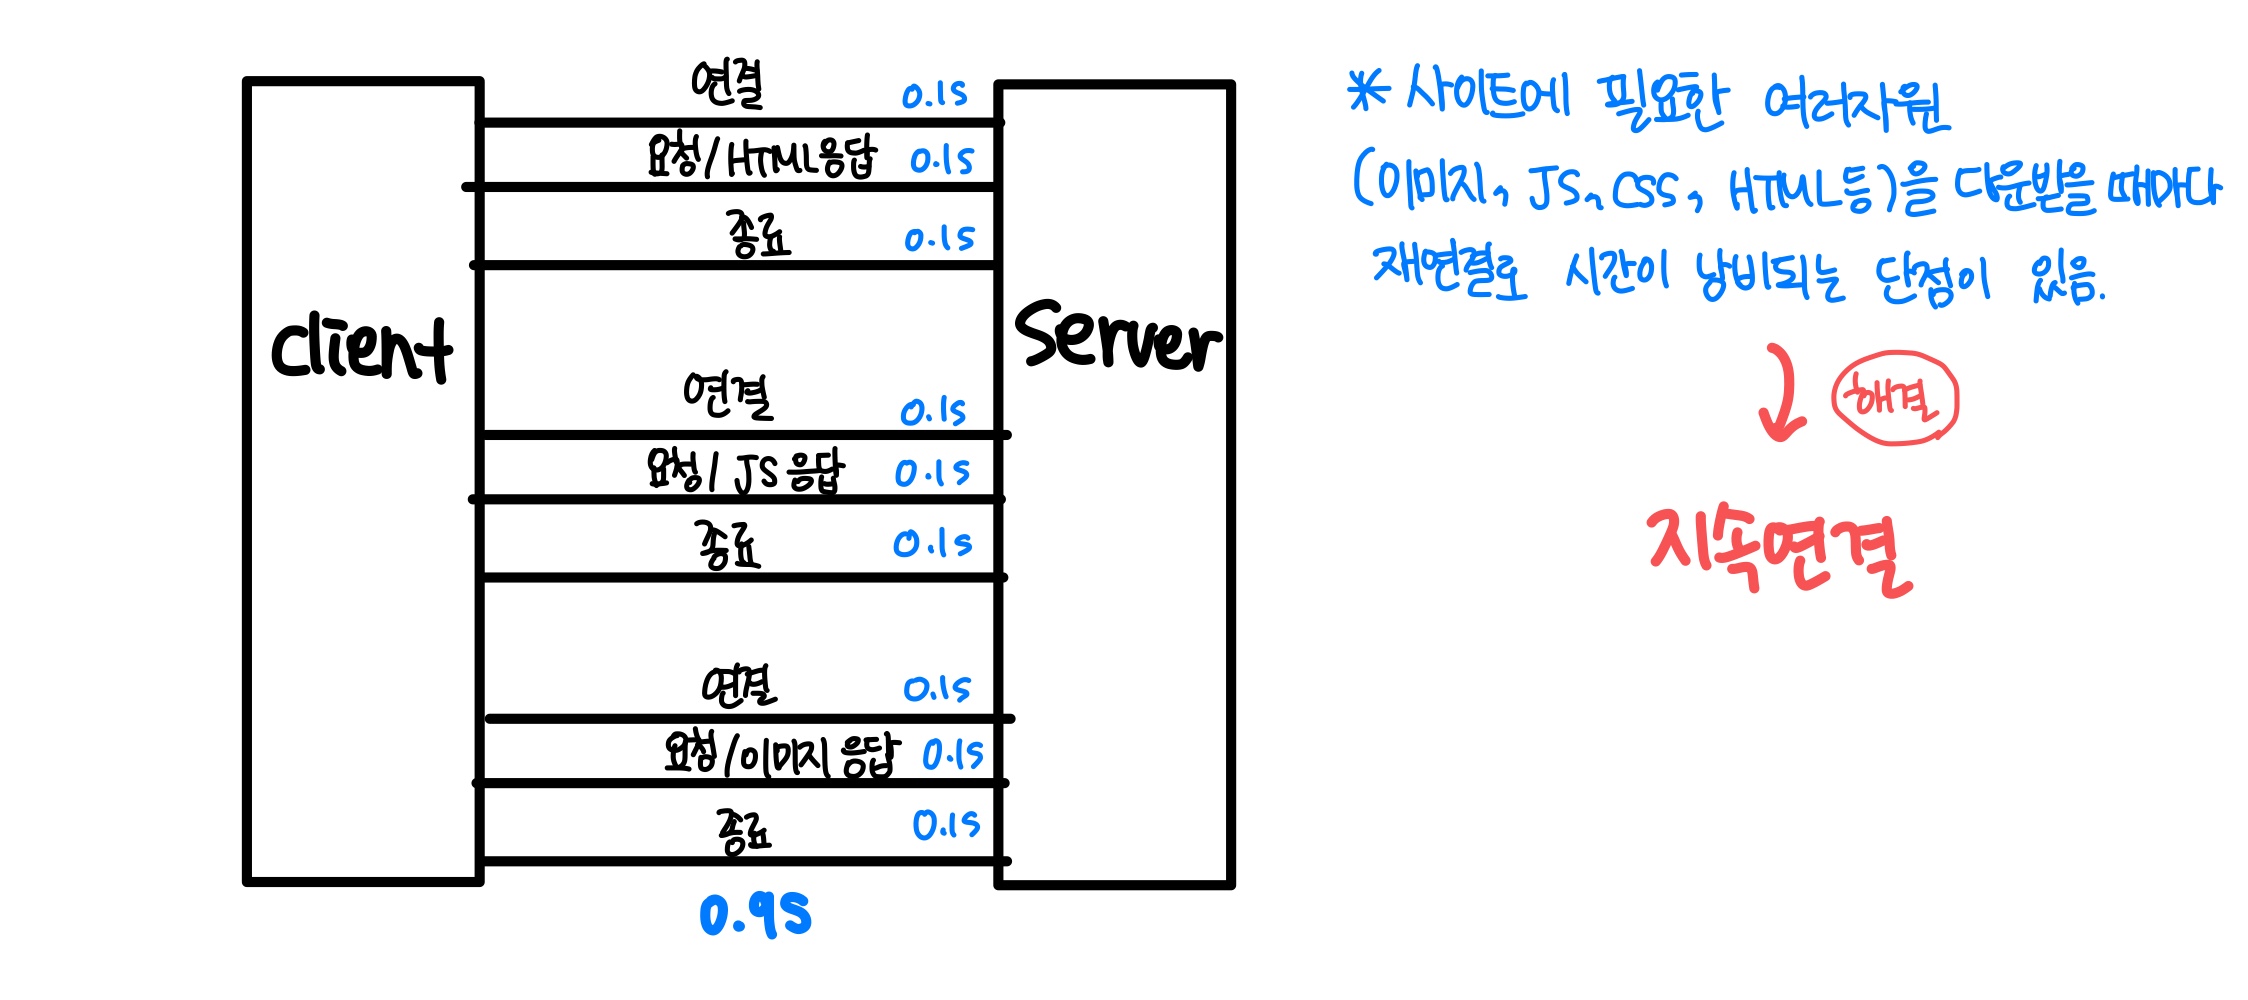 연결 0.1s
요청/HTML응답 0.1s
종료 0.1s
client
Server
연결 0.1s
요청/ JS 응답 0.1s
종료 0.1s
연결 0.1s
요청/이미지 응답 0.1s
종료 0.1s
0.9s
* 사이트에 필요한 여러자원
(이미지, JS, CSS, HTML등)을 다운받을 때마다
재연결로 시간이 낭비되는 단점이 있음.
해결
지속연결